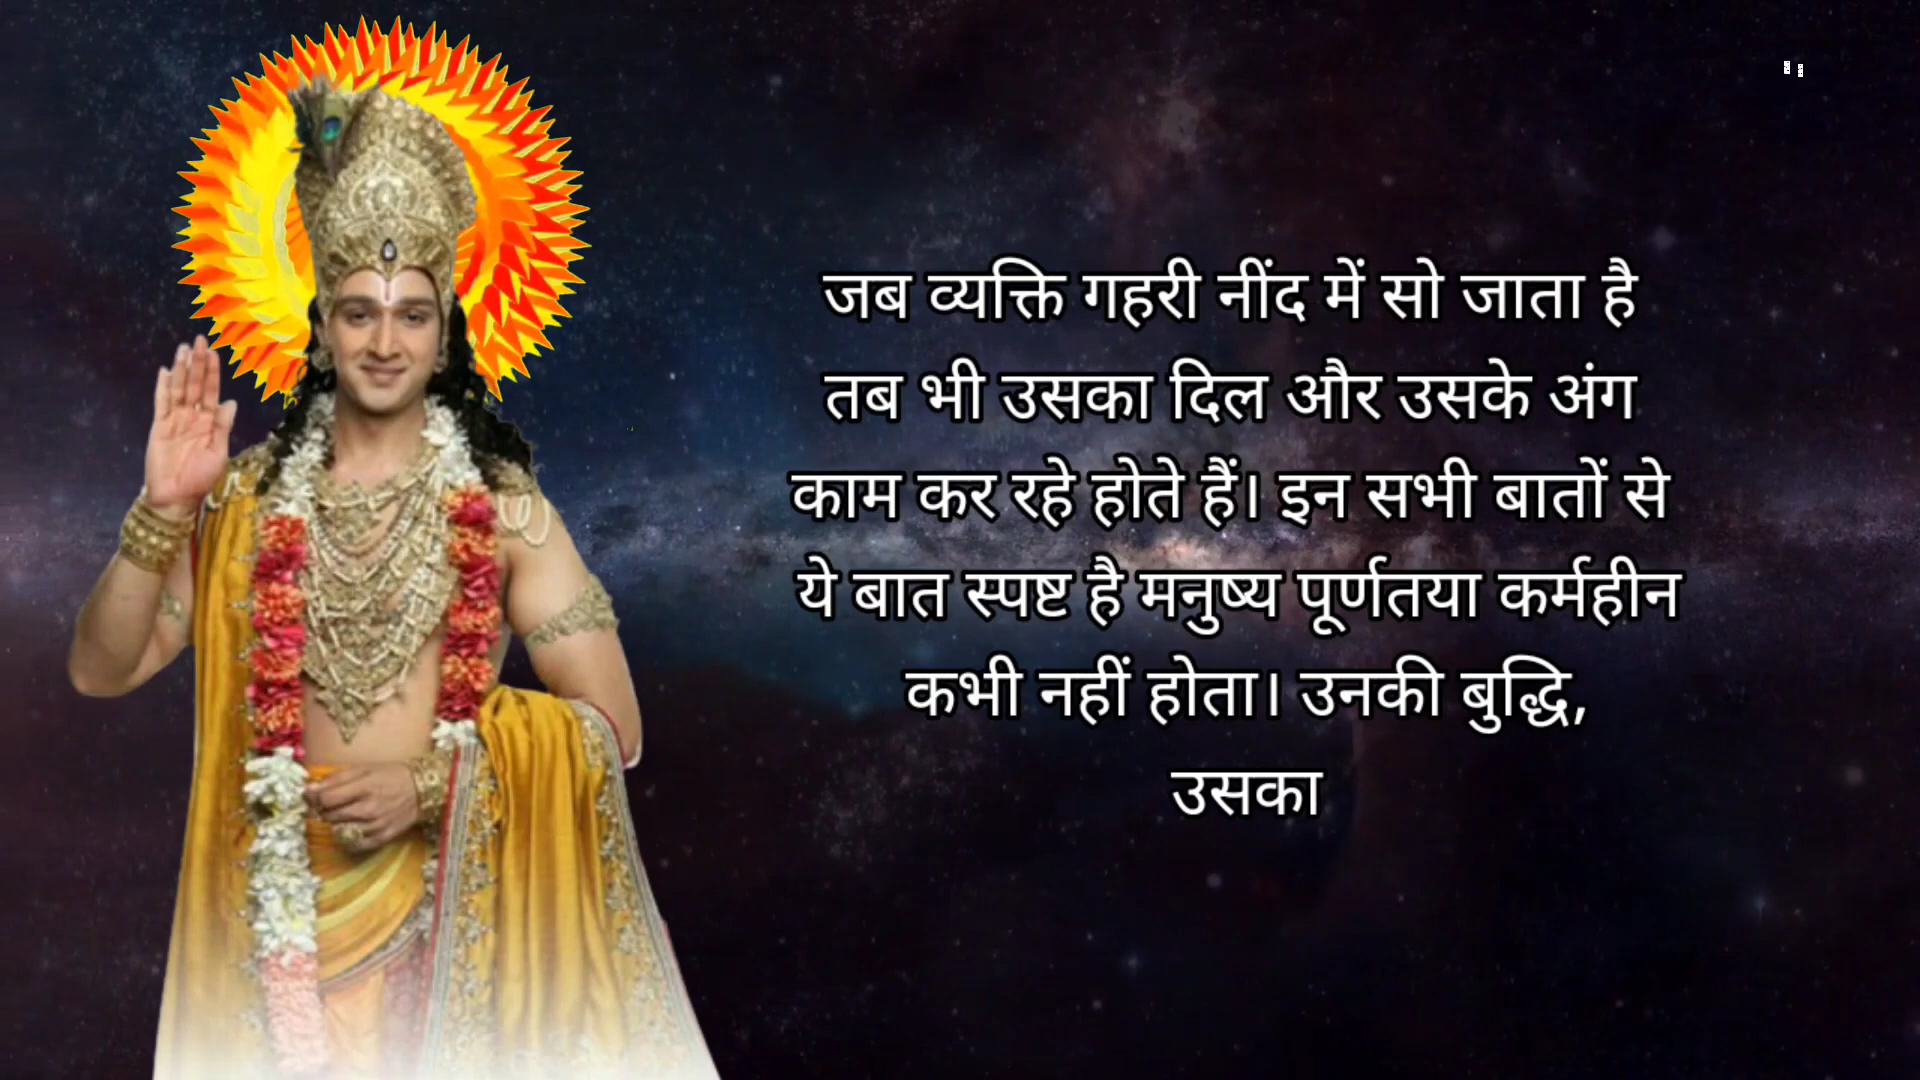 जब व्यक्ति गहरी नींद में सो जाता है
तब भी उसका दिल और उसके अंग
काम कर रहे होते हैं। इन सभी बातों से
ये बात स्पष्ट है मनुष्य पूर्णतया कर्महीन
कभी नहीं होता। उनकी बुद्धि,
उसका